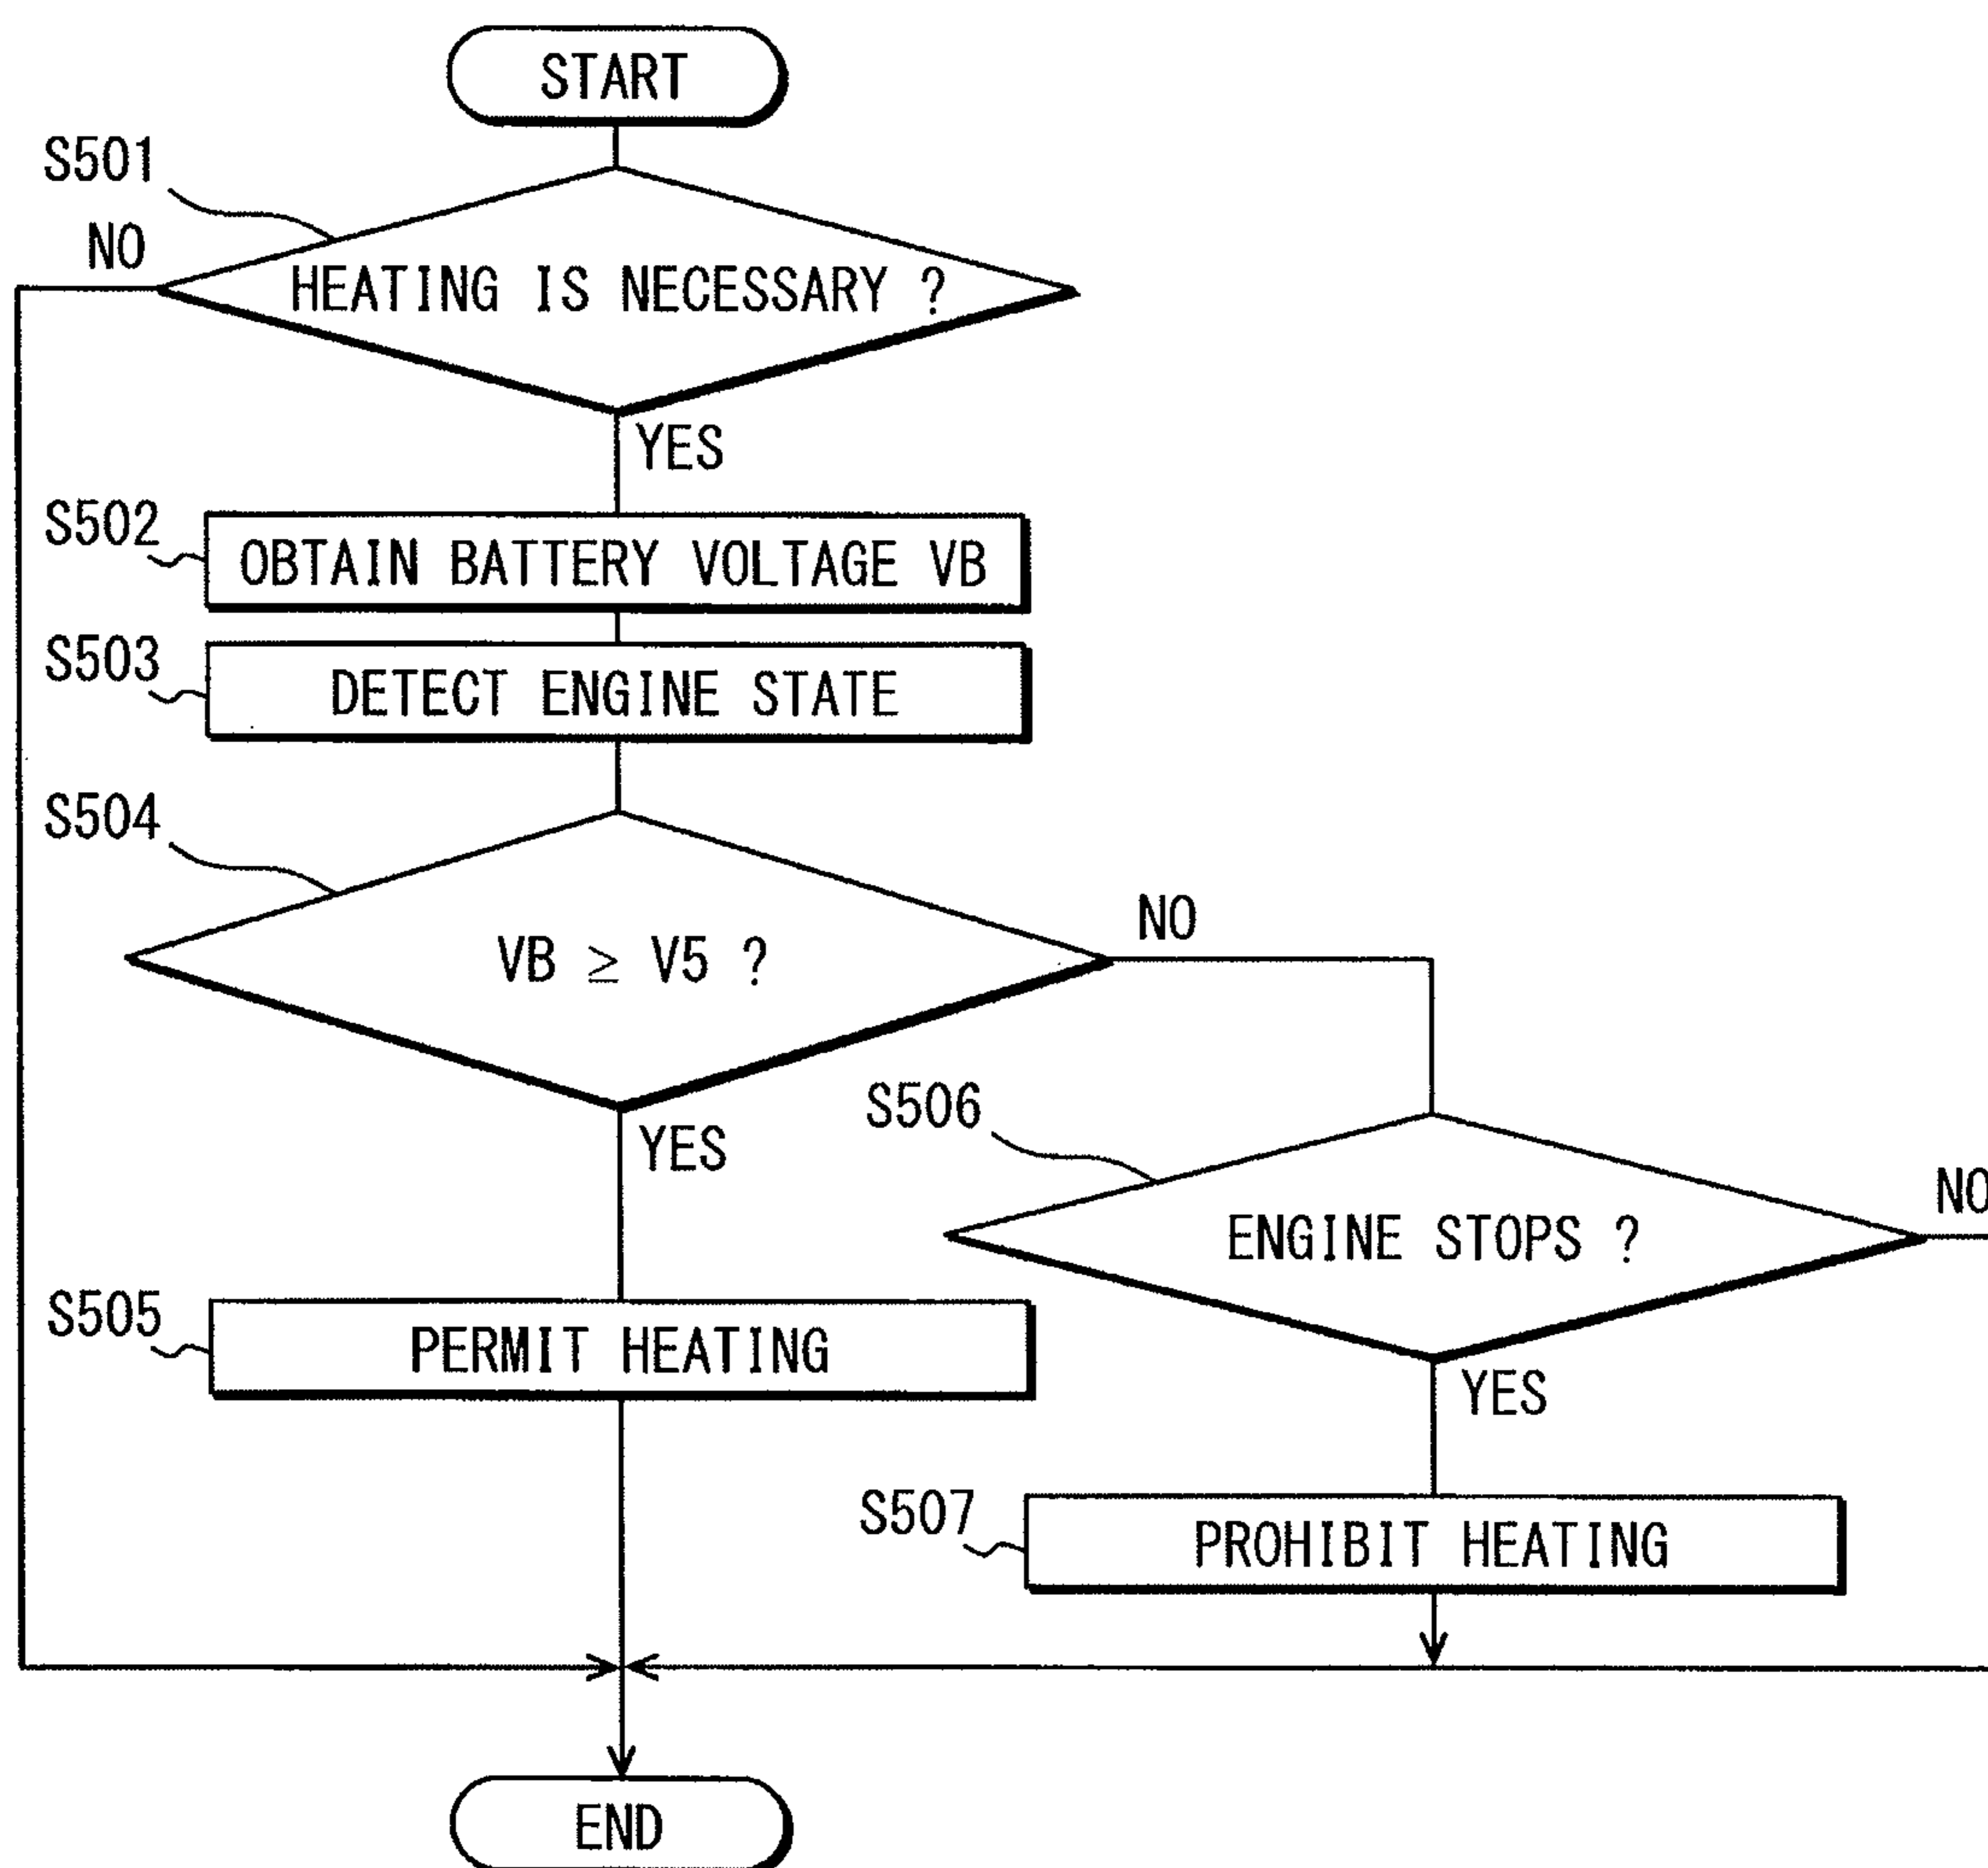 START
S501
NO
HEATING IS NECESSARY ?
YES
S502
OBTAIN BATTERY VOLTAGE VB
S503
DETECT ENGINE STATE
S504
VB ≥ V5 ?
NO
YES
S506
ENGINE STOPS ?
NO
YES
S505
PERMIT HEATING
S507
PROHIBIT HEATING
END